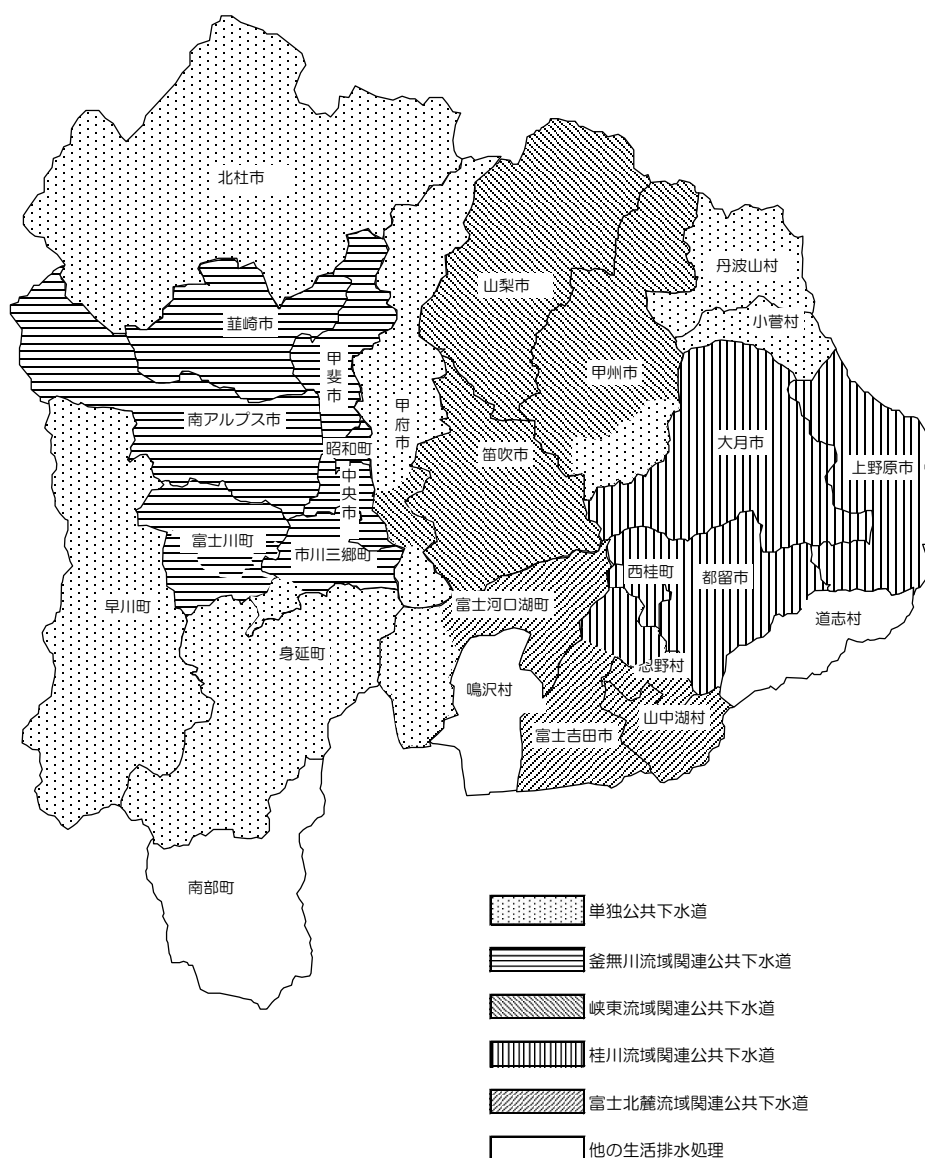 北杜市
丹波山村
山梨市
小菅村
韮崎市
甲斐市
甲州市
甲府市
南アルプス市
大月市
昭和町
笛吹市
上野原市
中央市
富士川町
市川三郷町
西桂町
都留市
早川町
富士河口湖町
道志村
身延町
忍野村
鳴沢村
山中湖村
富士吉田市
南部町
単独公共下水道
釜無川流域関連公共下水道
峡東流域関連公共下水道
桂川流域関連公共下水道
富士北麓流域関連公共下水道
他の生活排水処理